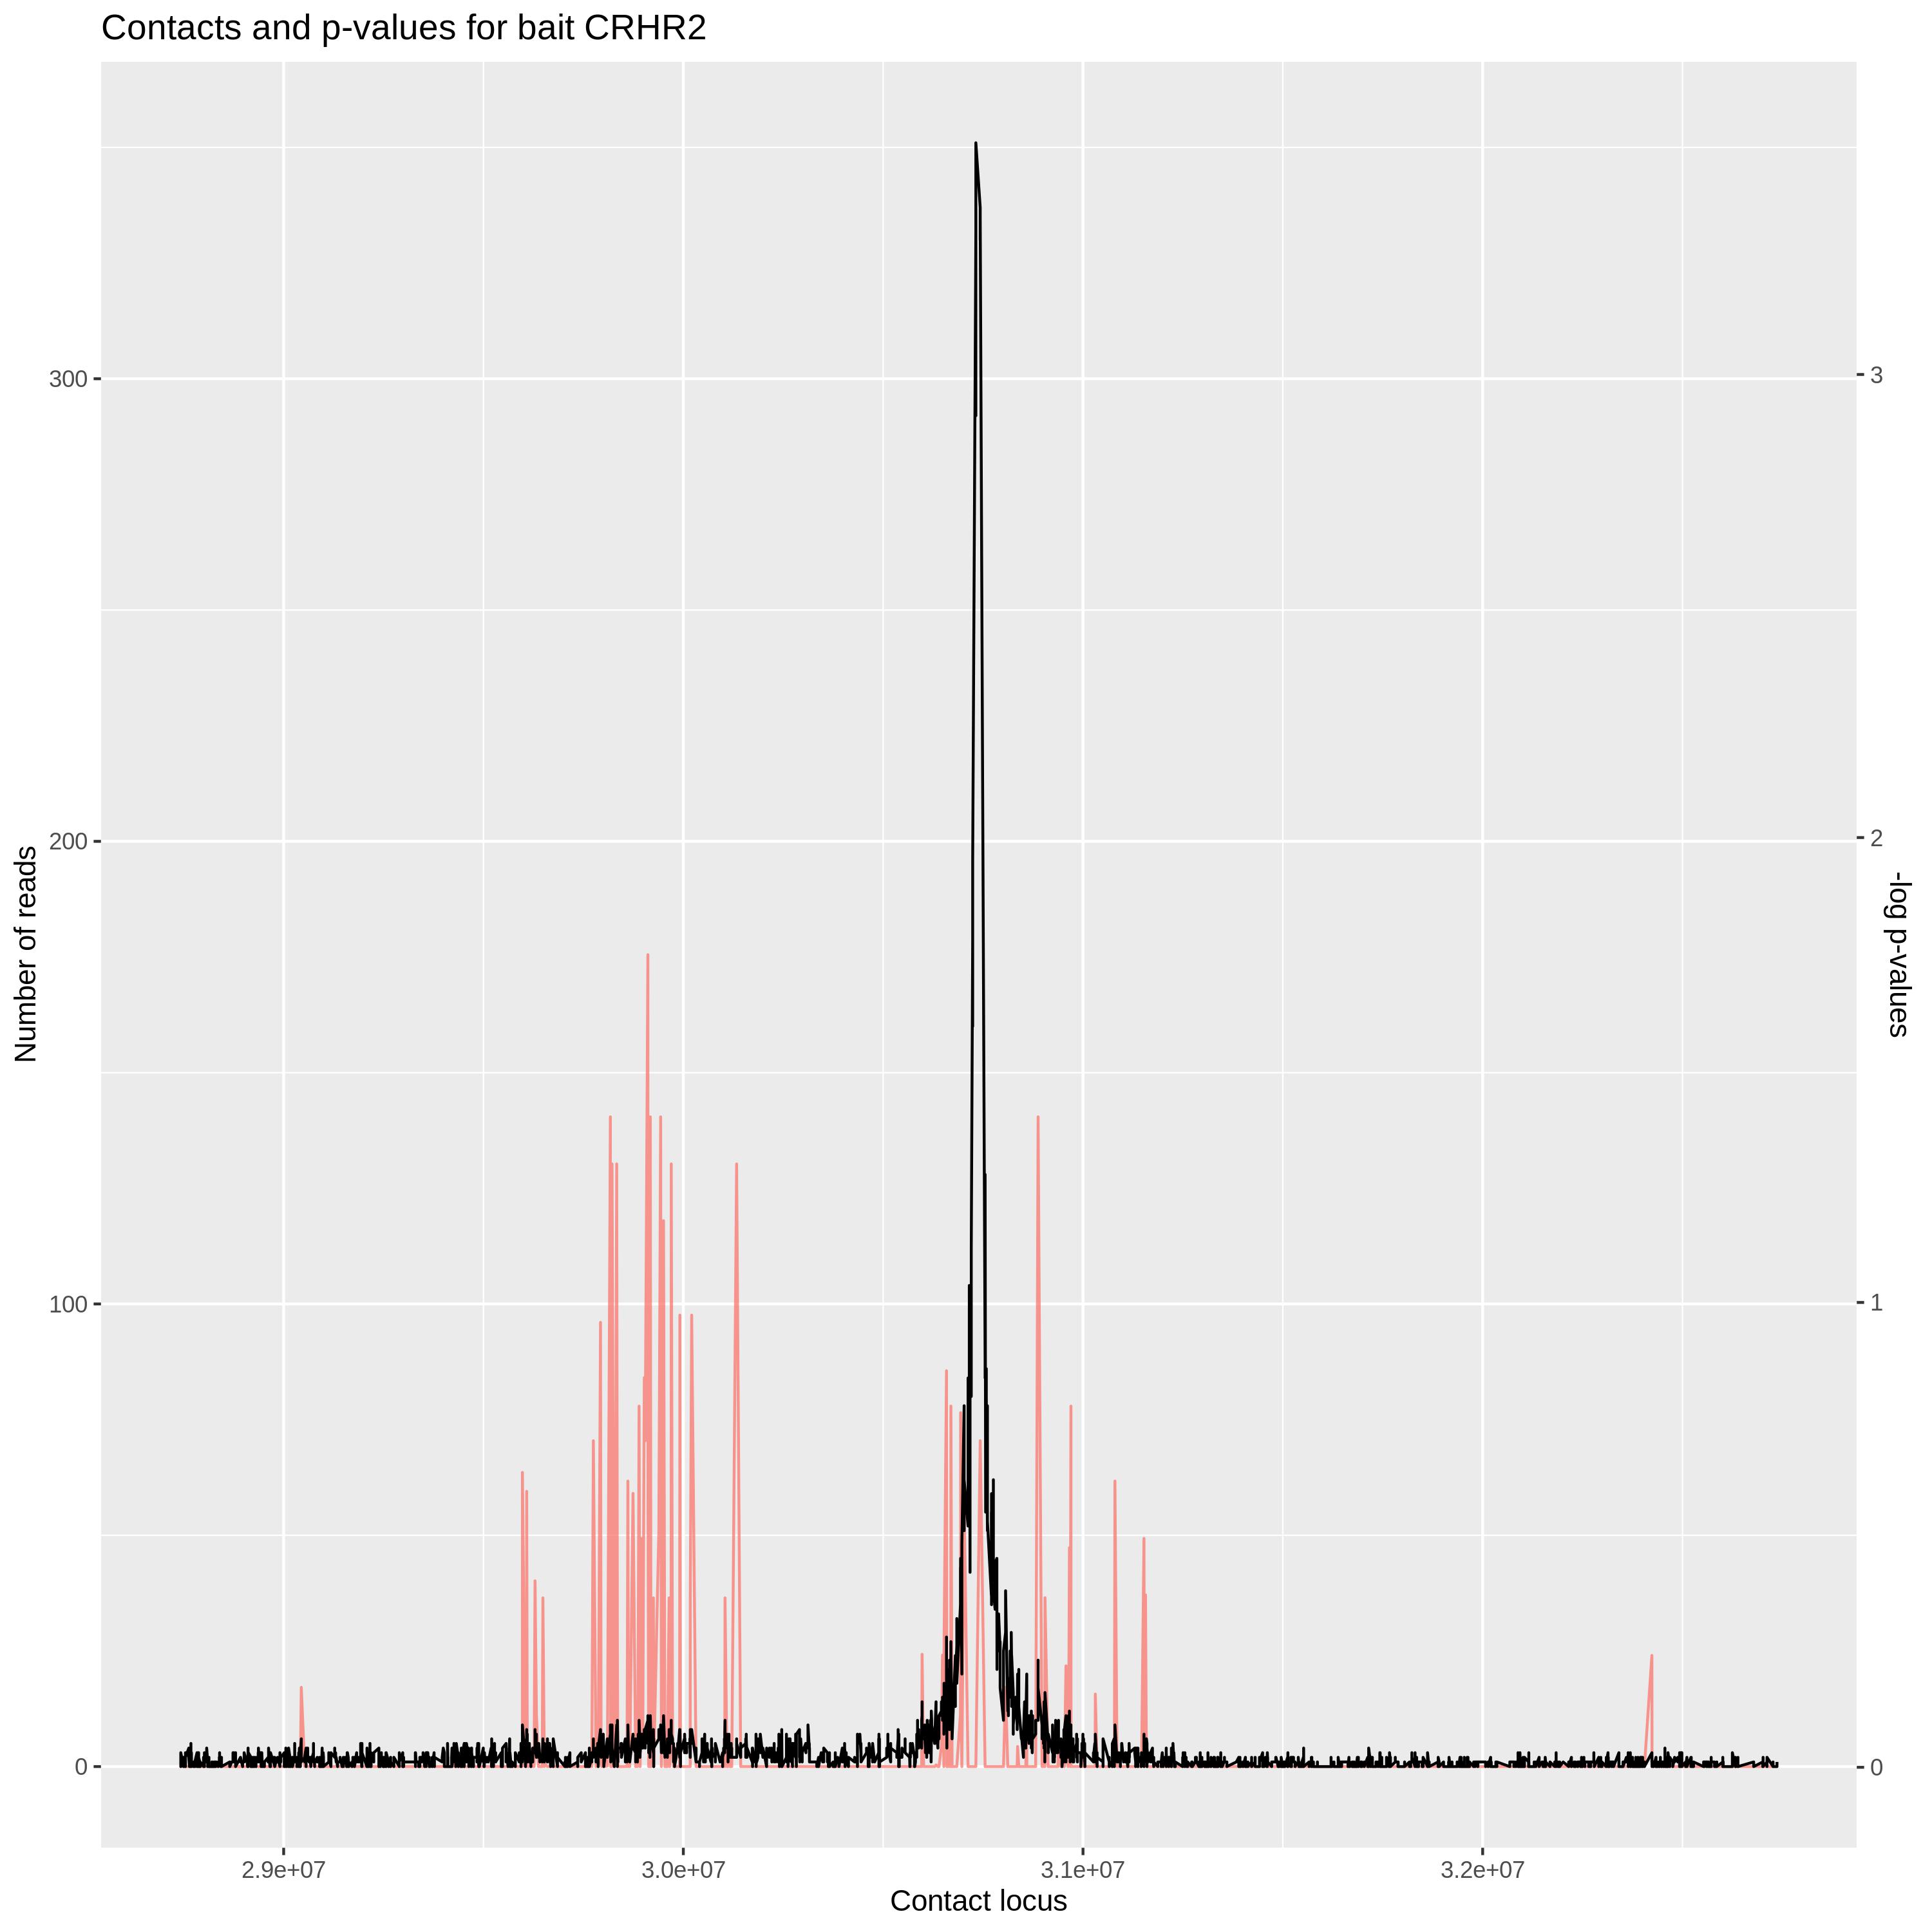 Contacts and p-values for bait CRHR2
300
200
100
0
3
2
1
0
Number of reads
-log p-values
2.9e+07
3.0e+07
3.1e+07
3.2e+07
Contact locus